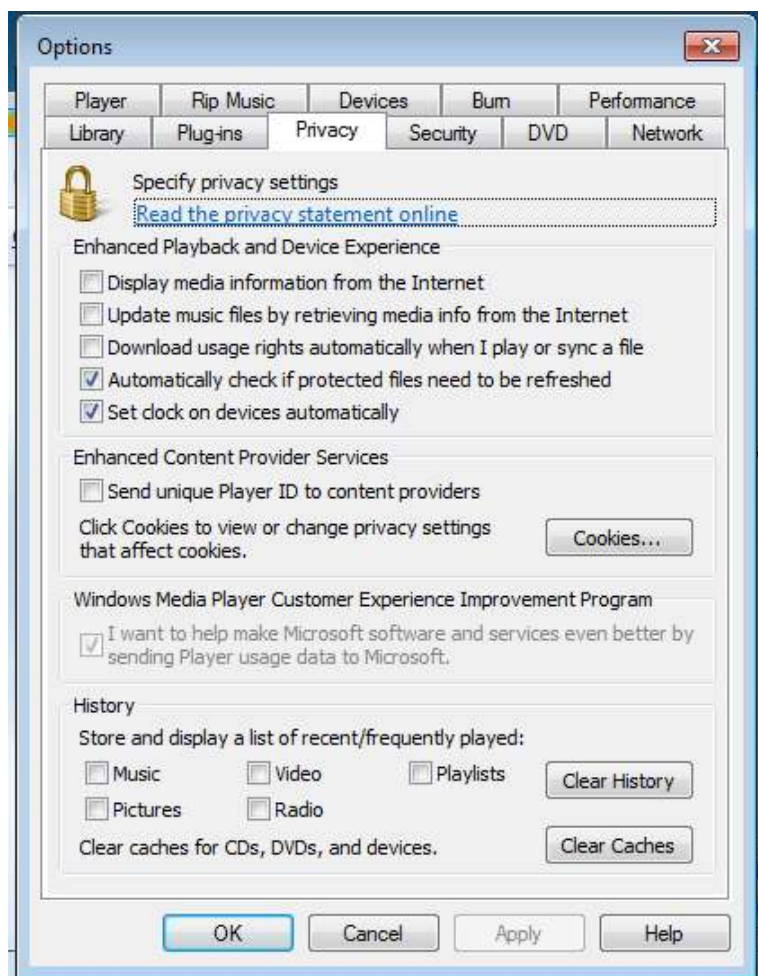 Options
Player Rip Music Devices Burn Performance
Library Plug-ins Privacy Security DVD Network
Specify privacy settings
Read the privacy statement online
Enhanced Playback and Device Experience
Display media information from the Internet
Update music files by retrieving media info from the Internet
Download usage rights automatically when I play or sync a file
Automatically check if protected files need to be refreshed
Set clock on devices automatically
Enhanced Content Provider Services
Send unique Player ID to content providers
Click Cookies to view or change privacy settings
that affect cookies.
Cookies...
Windows Media Player Customer Experience Improvement Program
I want to help make Microsoft software and services even better by
sending Player usage data to Microsoft.
History
Store and display a list of recent/frequently played:
Music Video Playlists Clear History
Pictures Radio
Clear caches for CDs, DVDs, and devices. Clear Caches
OK Cancel Apply Help